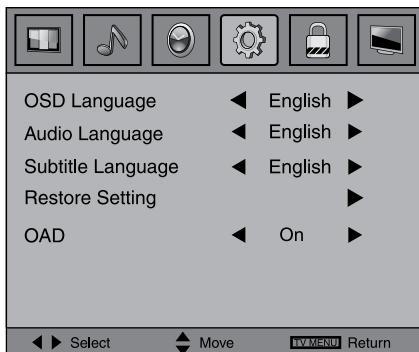 OSD Language English
Audio Language English
Subtitle Language English
Restore Setting
OAD On
Select Move TV MENU Return